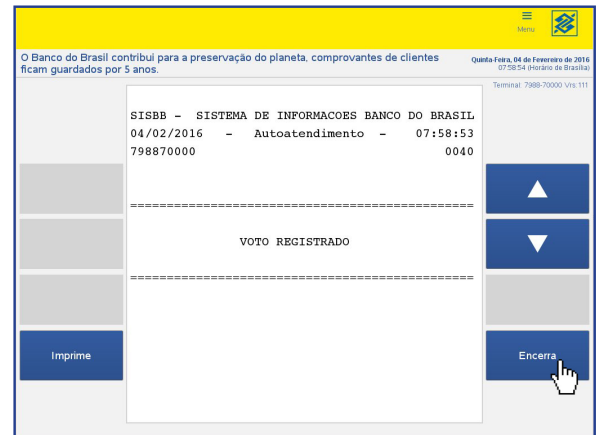 Menu
O Banco do Brasil contribui para a preservação do planeta, comprovantes de clientes
ficam guardados por 5 anos.
Quinta-Feira, 04 de Fevereiro de 2016
07:58:54 (Horário de Brasília)
Terminal: 7988-70000 Vrs:111
SISBB - SISTEMA DE INFORMACOES BANCO DO BRASIL
04/02/2016 - Autoatendimento - 07:58:53
798870000 0040
===============================================
VOTO REGISTRADO
===============================================
Imprime
Encerra